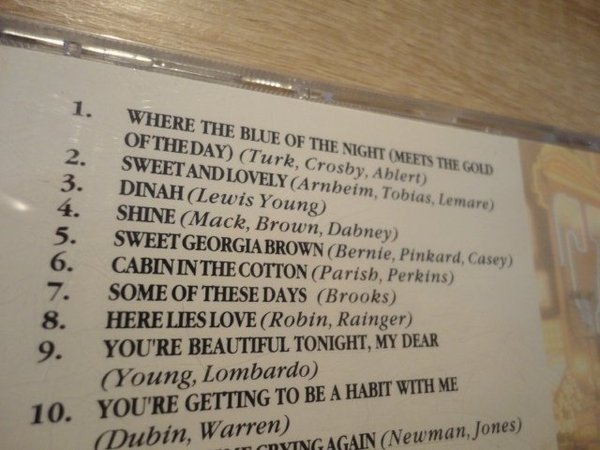 1. WHERE THE BLUE OF THE NIGHT (MEETS THE GOLD
OF THE DAY) (Turk, Crosby, Ahlert)
2. SWEET AND LOVELY (Arnheim, Tobias, Lemare)
3. DINAH (Lewis Young)
4. SHINE (Mack, Brown, Dabney)
5. SWEET GEORGIA BROWN (Bernie, Pinkard, Casey)
6. CABIN IN THE COTTON (Parish, Perkins)
7. SOME OF THESE DAYS (Brooks)
8. HERE LIES LOVE (Robin, Rainger)
9. YOU'RE BEAUTIFUL TONIGHT, MY DEAR
(Young, Lombardo)
10. YOU'RE GETTING TO BE A HABIT WITH ME
(Dubin, Warren)
CRYING AGAIN (Newman, Jones)